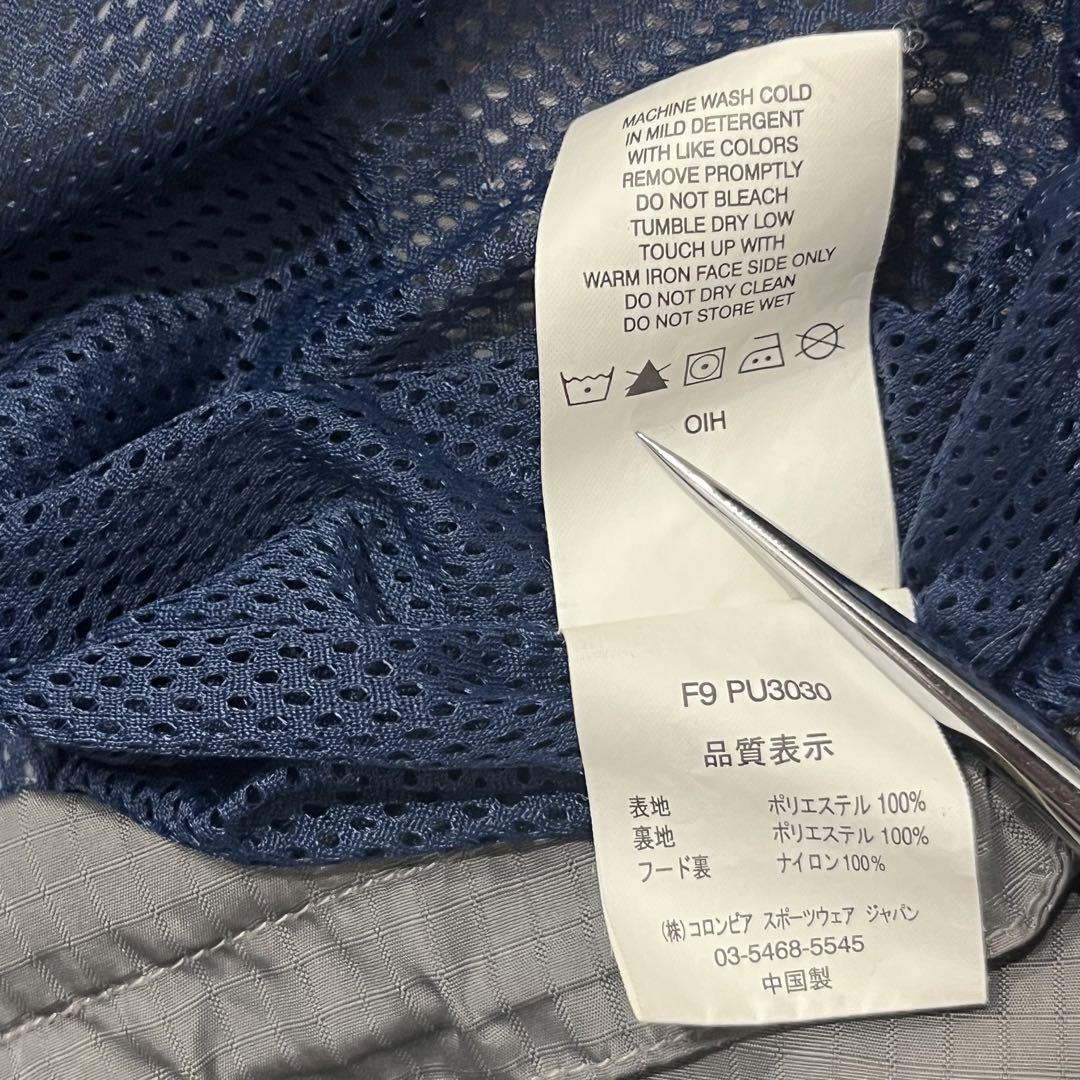 MACHINE WASH COLD
IN MILD DETERGENT
WITH LIKE COLORS
REMOVE PROMPTLY
DO NOT BLEACH
TUMBLE DRY LOW
TOUCH UP WITH
WARM IRON FACE SIDE ONLY
DO NOT DRY CLEAN
DO NOT STORE WET
OIH
F9 PU3030
品質表示
表地 ポリエステル 100%
裏地 ポリエステル 100%
フード裏 ナイロン100%
(株)コロンビア スポーツウェア ジャパン
03-5468-5545
中国製